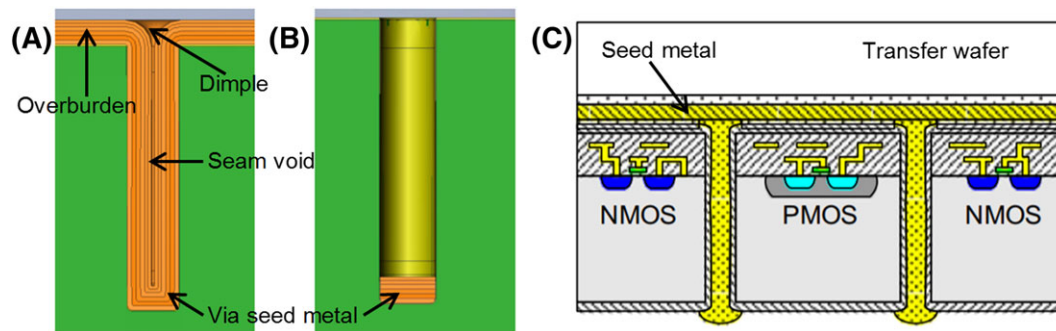 (A)
Overburden
Dimple
Seam void
Via seed metal
(B)
(C)
Seed metal
Transfer wafer
NMOS
PMOS
NMOS